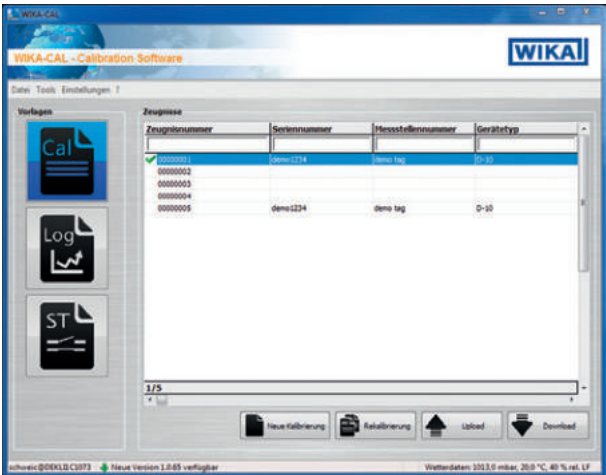 WIKA-CAL
WIKA-CAL - Calibration Software
WIKA
Datei Tools Einstellungen ?
Vorlagen
Zeugnisse
Zeugnisnummer Seriennummer Messstellennummer Gerätetyp
Cal
00000001 demo1234 demo tag D-10
00000002
00000003
00000004
00000005 demo1234 demo tag D-10
Log
ST
1/5
Neue Kalibrierung Rekalibrierung Upload Download
Neue Version 1.0.65 verfügbar
Wetterdaten: 1013,0 mbar, 20,0 °C, 40 % rel. LF